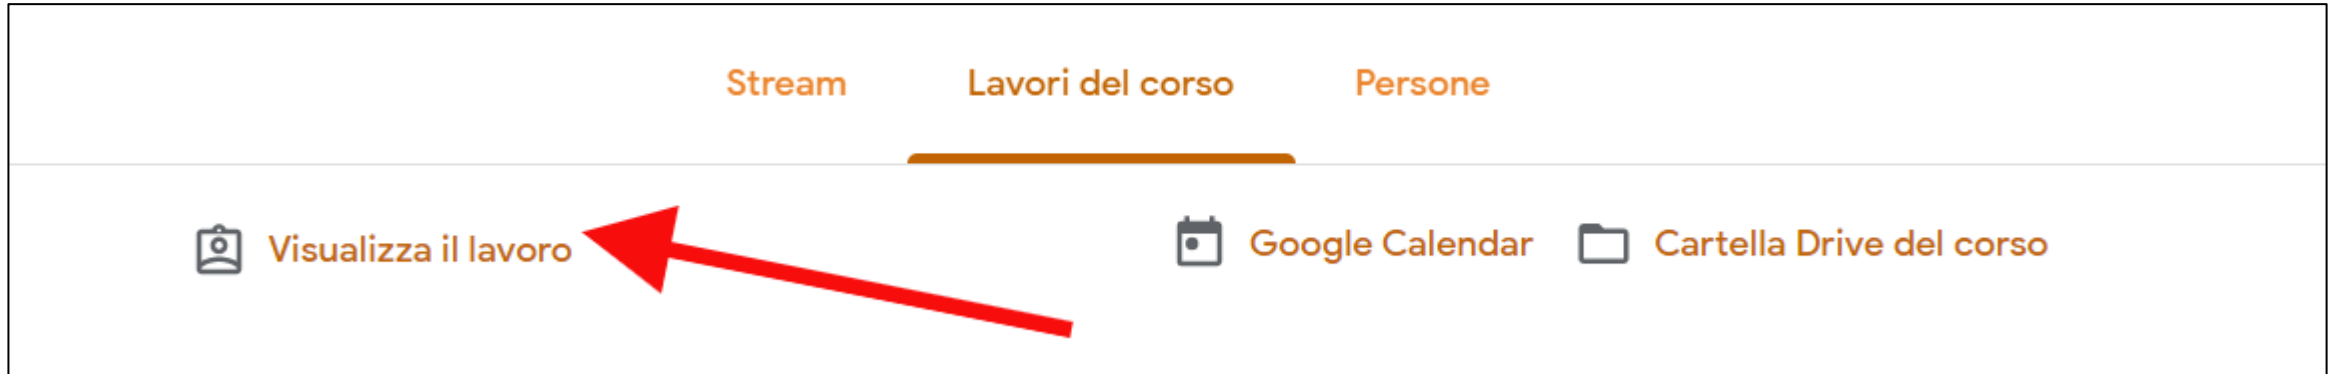 Stream Lavori del corso Persone
Visualizza il lavoro Google Calendar Cartella Drive del corso